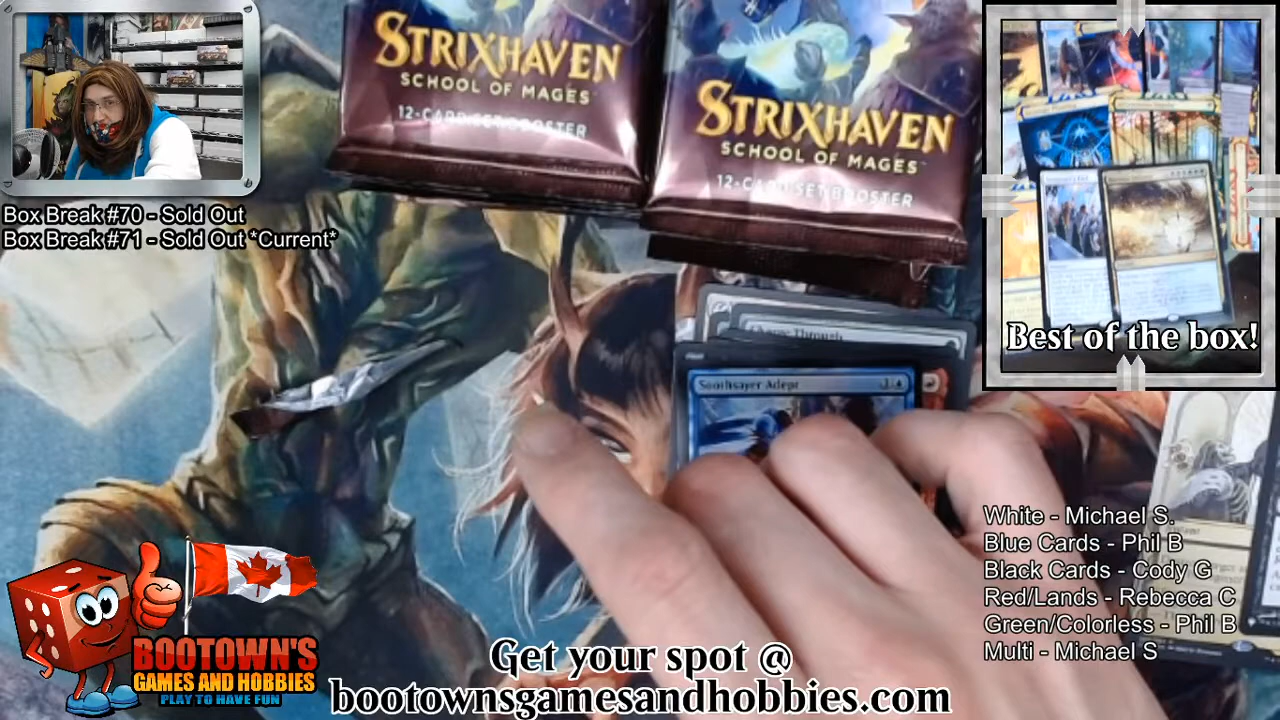 STRIXHAVEN
SCHOOL OF MAGES
12-CARD SET BOOSTER
STRIXHAVEN
SCHOOL OF MAGES
12-CARD SET BOOSTER
Box Break #70 - Sold Out
Box Break #71 - Sold Out *Current*
Best of the box!
Charge Through
Soothsayer Adept
White - Michael S.
Blue Cards - Phil B
Black Cards - Cody G
Red/Lands - Rebecca C
Green/Colorless - Phil B
Multi - Michael S
BOOTOWN'S
GAMES AND HOBBIES
PLAY TO HAVE FUN
Get your spot @
bootownsgamesandhobbies.com